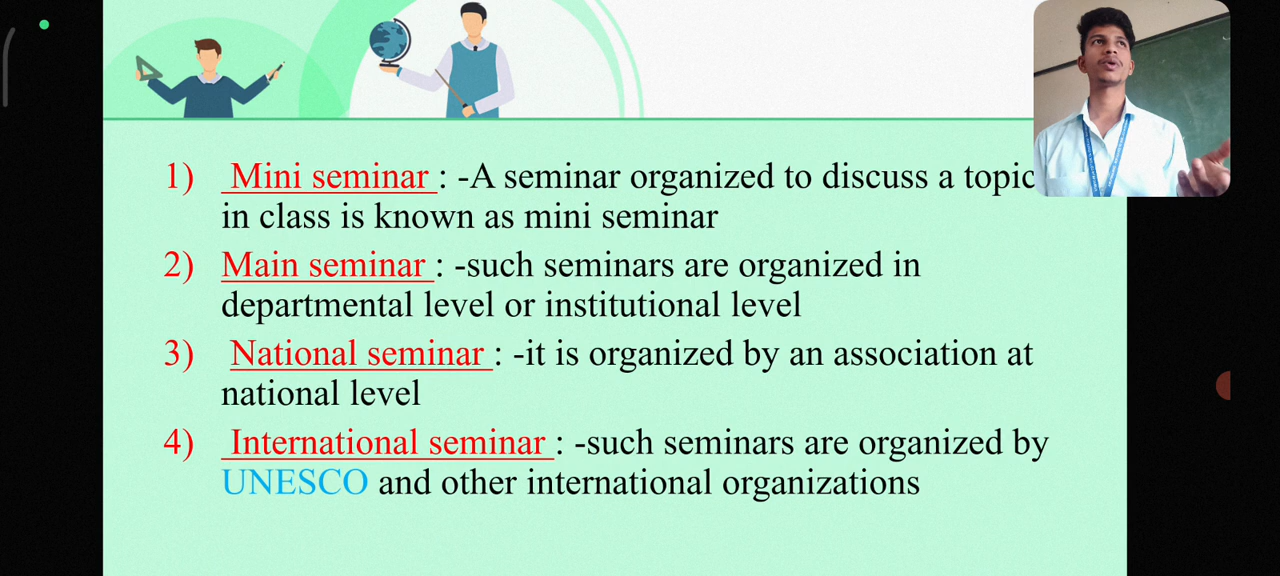 1) Mini seminar : -A seminar organized to discuss a topic
in class is known as mini seminar
2) Main seminar : -such seminars are organized in
departmental level or institutional level
3) National seminar : -it is organized by an association at
national level
4) International seminar : -such seminars are organized by
UNESCO and other international organizations